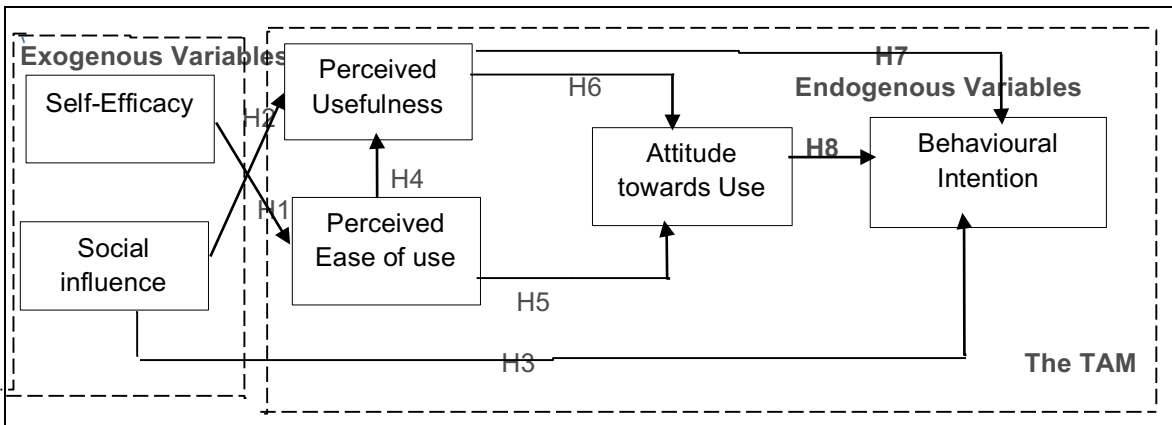 Exogenous Variables
Self-Efficacy
Social
influence
H2
H1
Perceived
Usefulness
H4
Perceived
Ease of use
H6
H5
H7
Endogenous Variables
Attitude
towards Use
H8
Behavioural
Intention
H3
The TAM